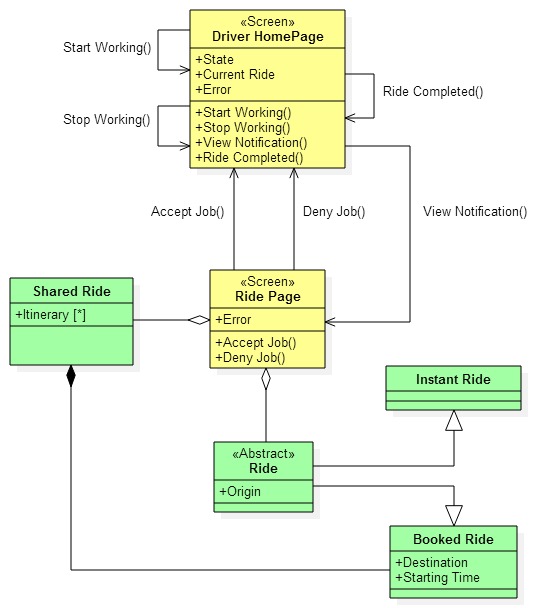 «Screen»
Driver HomePage
+State
+Current Ride
+Error
+Start Working()
+Stop Working()
+View Notification()
+Ride Completed()
Start Working()
Stop Working()
Ride Completed()
Accept Job()
Deny Job()
View Notification()
«Screen»
Ride Page
+Error
+Accept Job()
+Deny Job()
Shared Ride
+Itinerary [*]
Instant Ride
«Abstract»
Ride
+Origin
Booked Ride
+Destination
+Starting Time